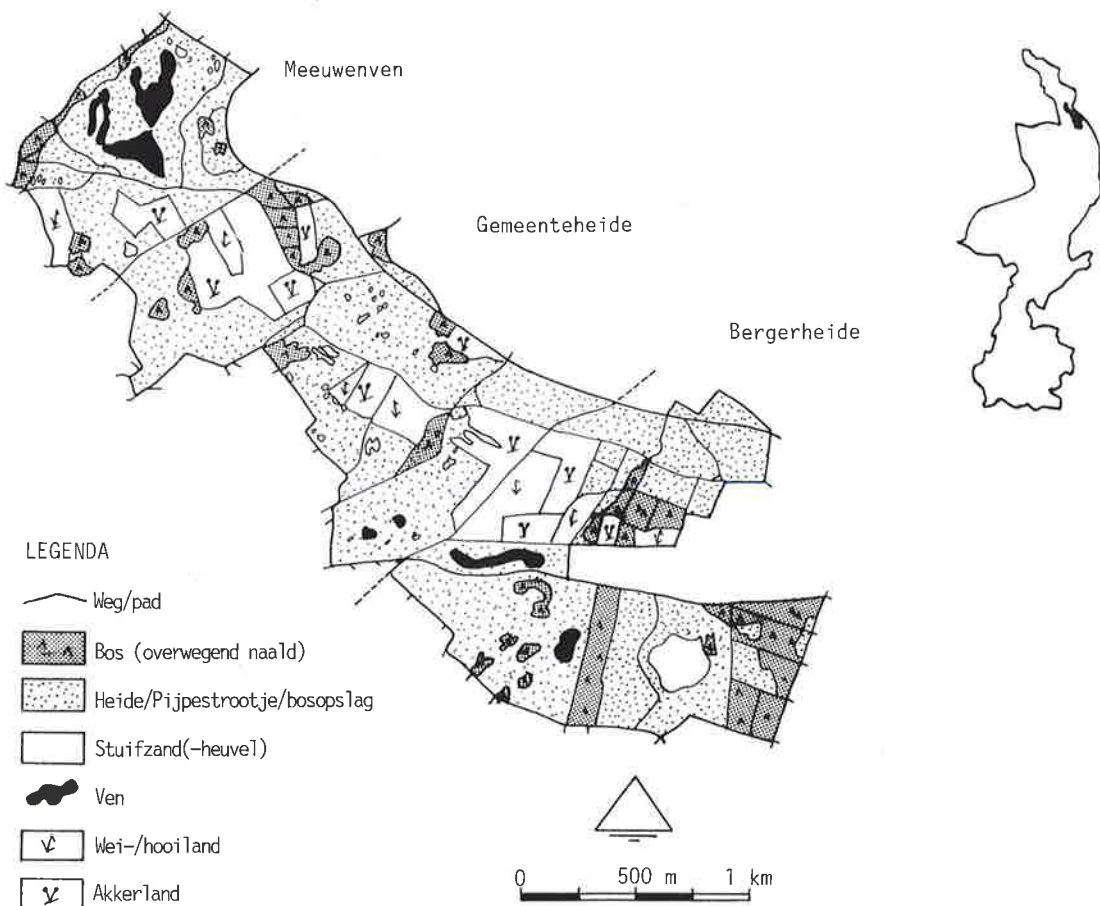 Meeuwenven
Gemeenteheide
Bergerheide
LEGENDA
Weg/pad
Bos (overwegend naald)
Heide/Pijpestrootje/bosopslag
Stuifzand(-heuvel)
Ven
Wei-/hooiland
Akkerland
0 500 m 1 km